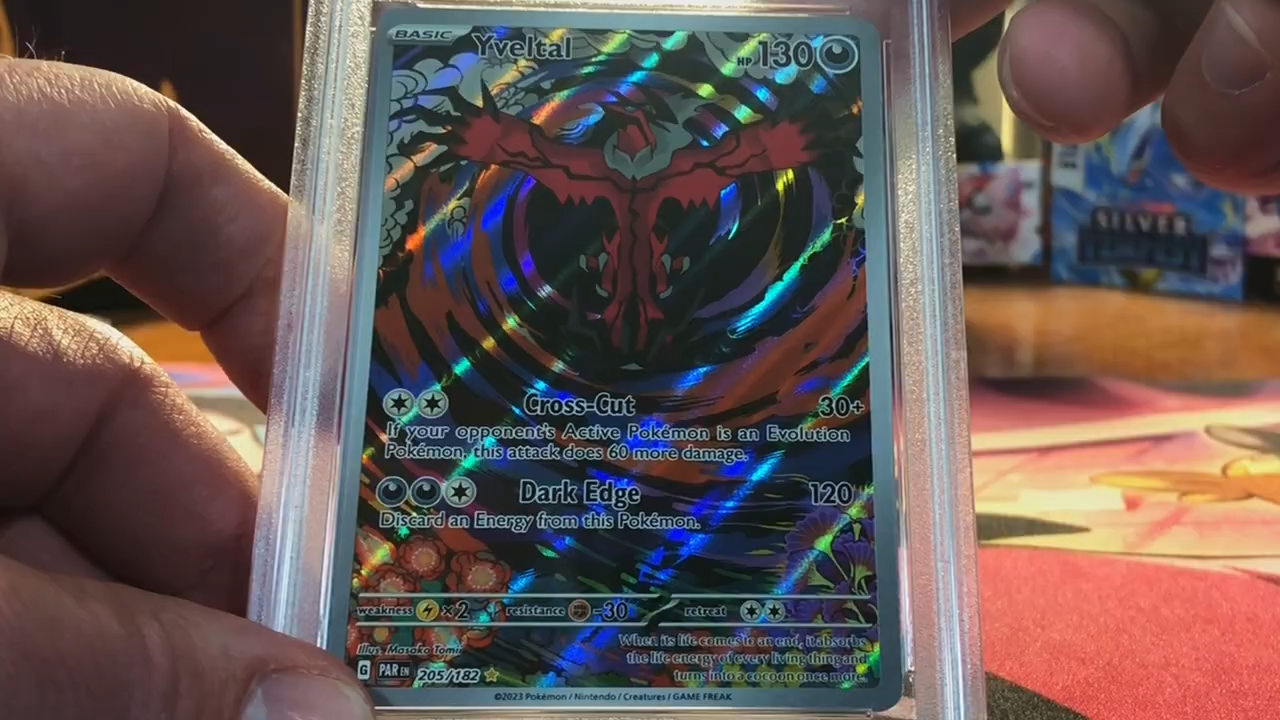 BASIC Yveltal HP 130
SILVER
TEMPEST
Cross-Cut 30+
If your opponent's Active Pokémon is an Evolution
Pokémon, this attack does 60 more damage.
Dark Edge 120
Discard an Energy from this Pokémon.
weakness ×2 resistance -30 retreat
When its life comes to an end, it absorbs
the life energy of every living thing and
turns into a cocoon once more.
Illus. Masako Tomii
G PAR EN 205/182
©2023 Pokémon / Nintendo / Creatures / GAME FREAK